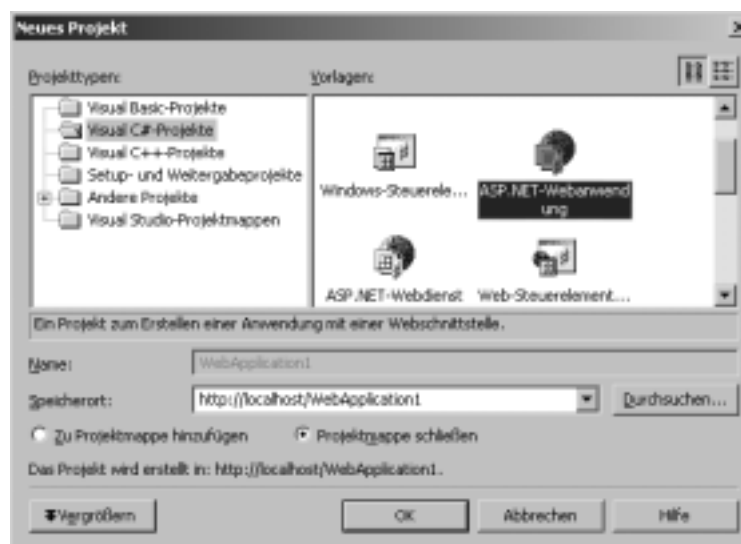 Neues Projekt
Projekttypen:
Vorlagen:
Visual Basic-Projekte
Visual C#-Projekte
Visual C++-Projekte
Setup- und Weitergabeprojekte
Andere Projekte
Visual Studio-Projektmappen
Windows-Steuerele...
ASP.NET-Webanwend
ung
ASP.NET-Webdienst
Web-Steuerelement...
Ein Projekt zum Erstellen einer Anwendung mit einer Webschnittstelle.
Name:
WebApplication1
Speicherort:
http://localhost/WebApplication1
Durchsuchen...
Zu Projektmappe hinzufügen
Projektmappe schließen
Das Projekt wird erstellt in: http://localhost/WebApplication1.
Vergrößern
OK
Abbrechen
Hilfe